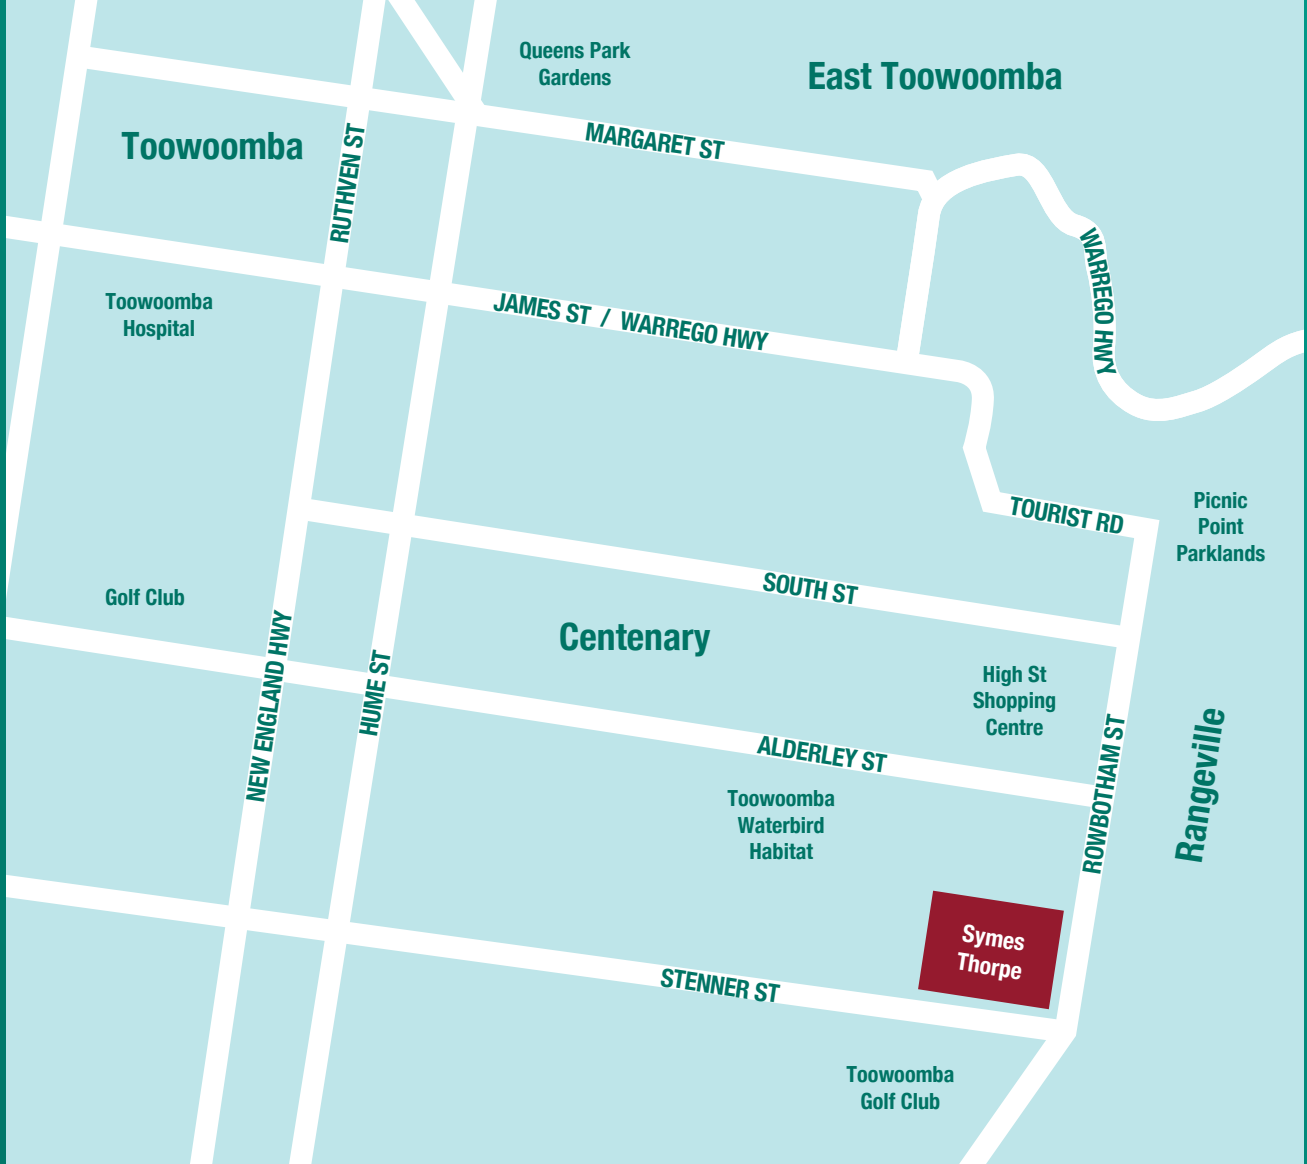 Queens Park
Gardens
East Toowoomba
Toowoomba
MARGARET ST
RUTHVEN ST
WARREGO HWY
Toowoomba
Hospital
JAMES ST / WARREGO HWY
Picnic
Point
Parklands
TOURIST RD
SOUTH ST
Golf Club
Centenary
NEW ENGLAND HWY
HUME ST
High St
Shopping
Centre
ROWBOTHAM ST
Rangeville
ALDERLEY ST
Toowoomba
Waterbird
Habitat
Symes
Thorpe
STENNER ST
Toowoomba
Golf Club